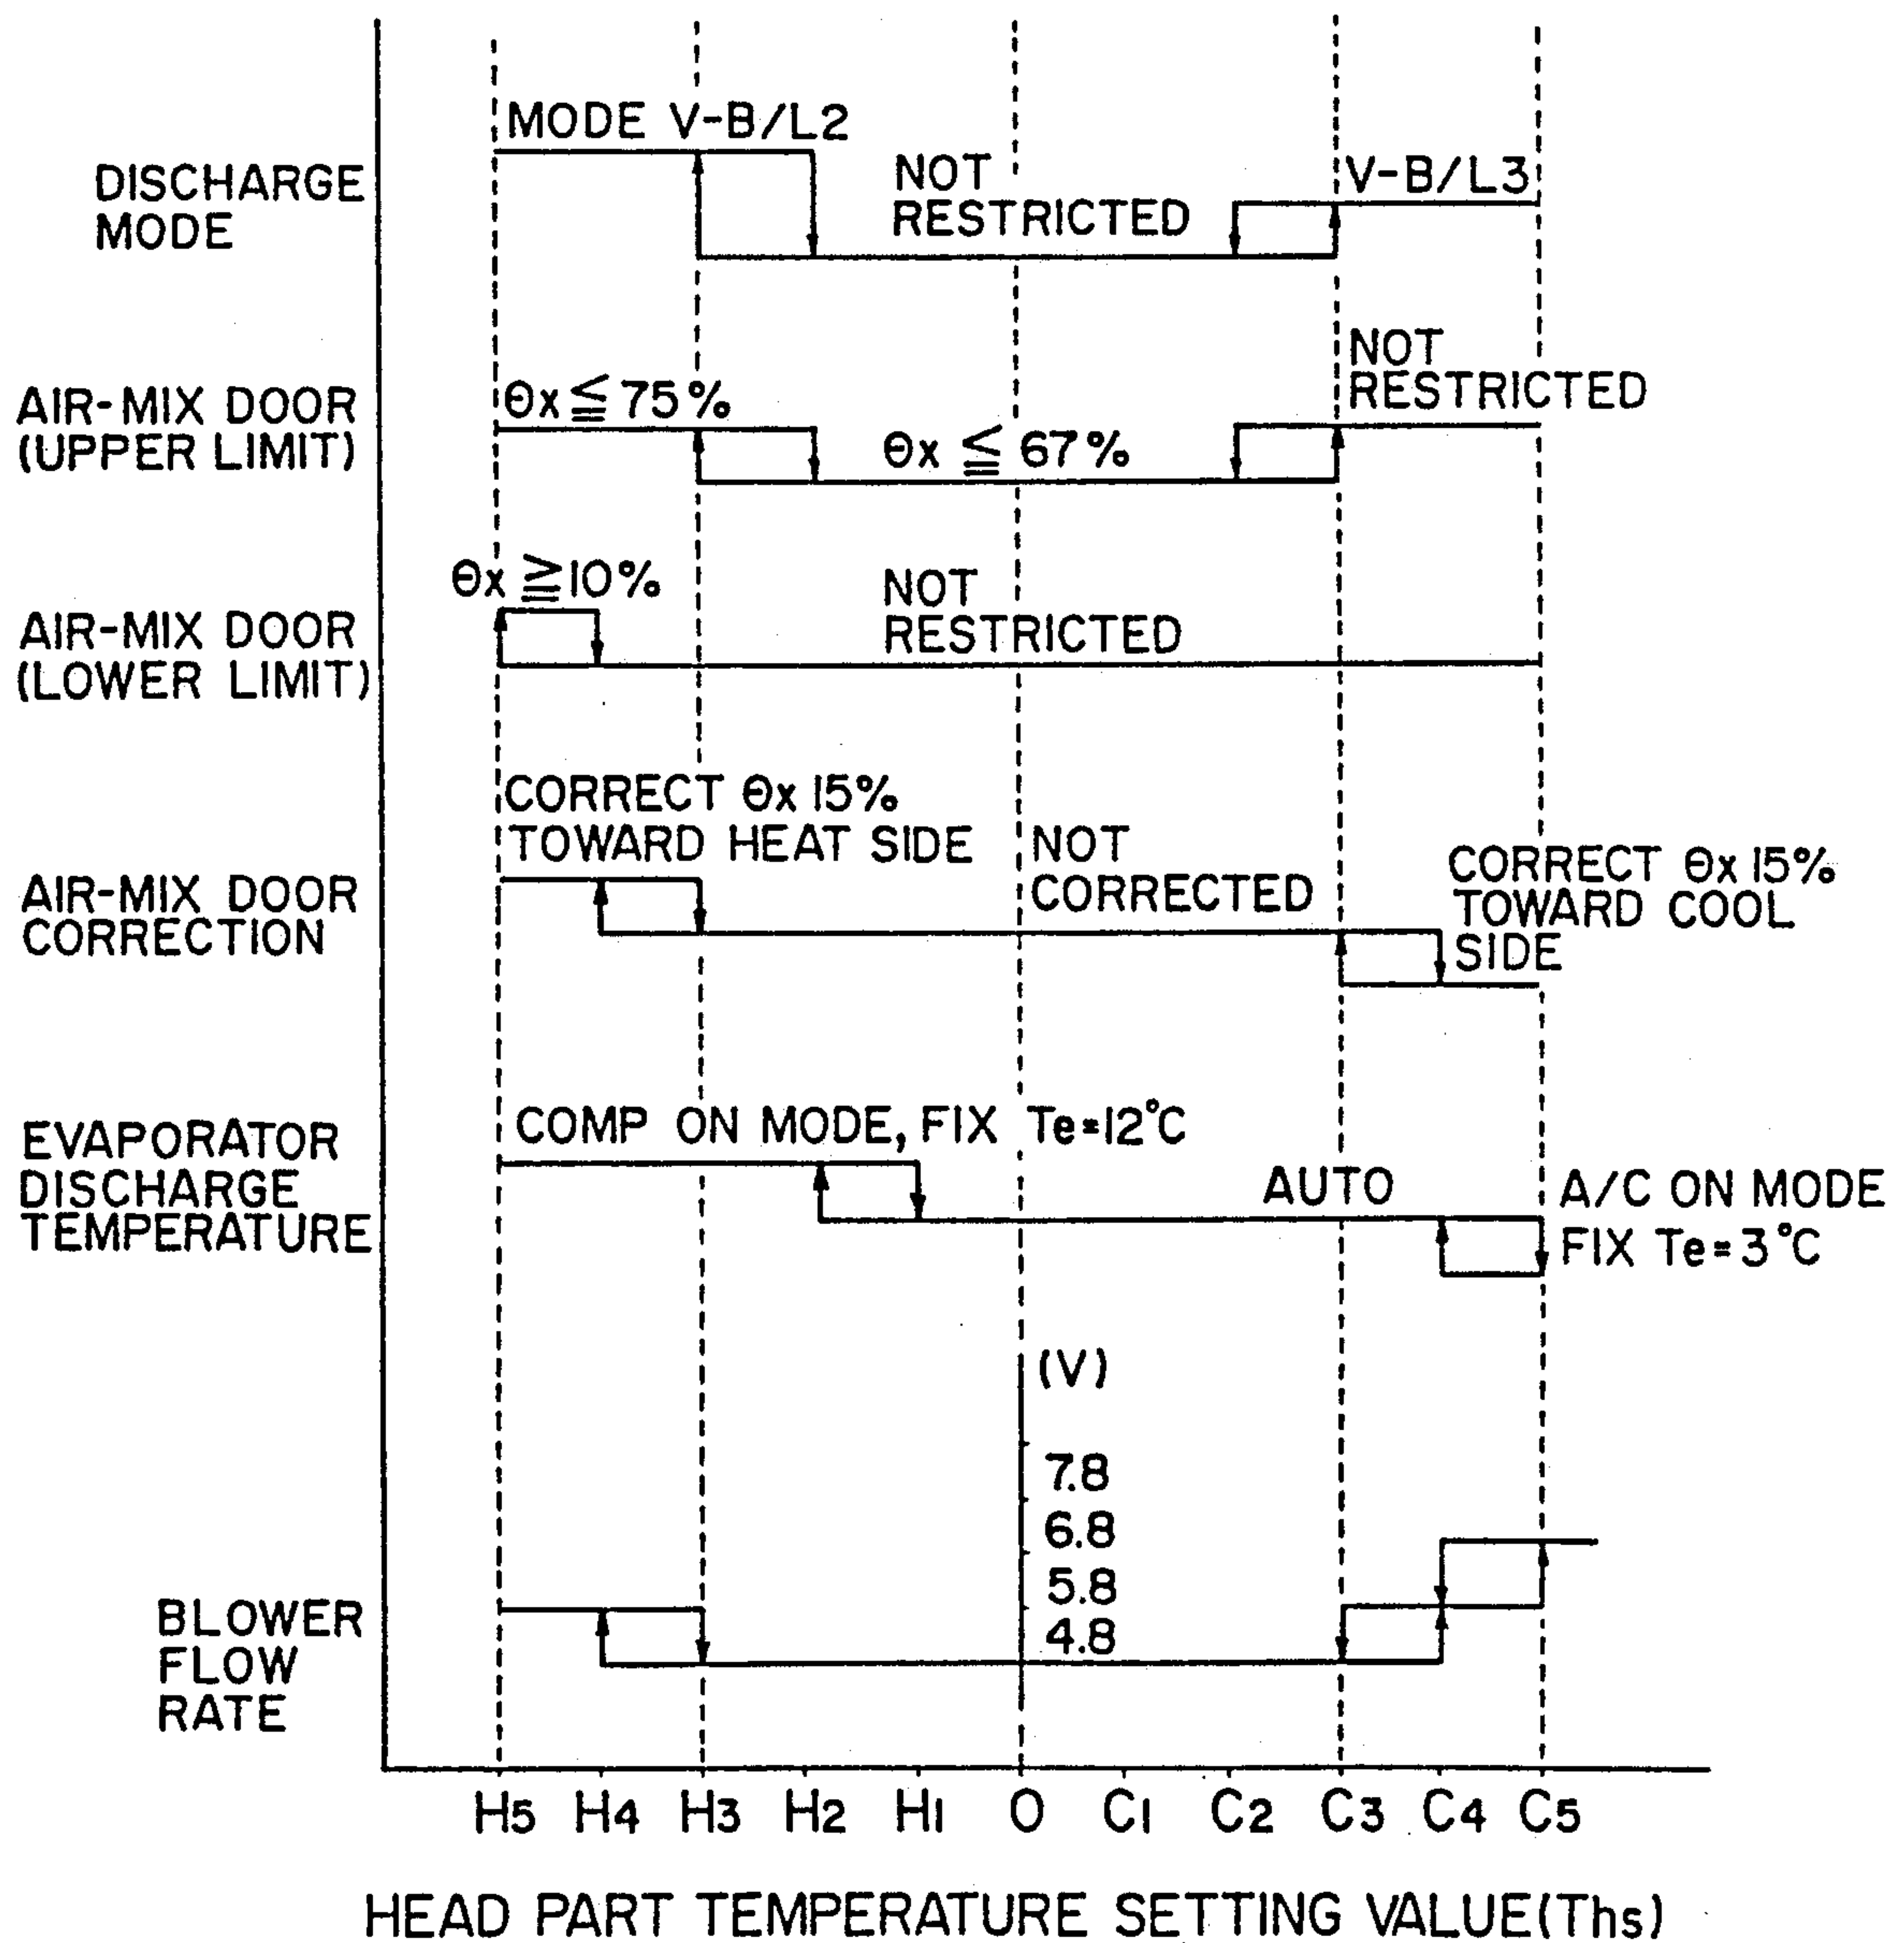 MODE V-B/L2
DISCHARGE
MODE
NOT
RESTRICTED
V-B/L3
AIR-MIX DOOR
(UPPER LIMIT)
θx ≦ 75%
θx ≦ 67%
NOT
RESTRICTED
AIR-MIX DOOR
(LOWER LIMIT)
θx ≧ 10%
NOT
RESTRICTED
AIR-MIX DOOR
CORRECTION
CORRECT θx 15%
TOWARD HEAT SIDE
NOT
CORRECTED
CORRECT θx 15%
TOWARD COOL
SIDE
EVAPORATOR
DISCHARGE
TEMPERATURE
COMP ON MODE, FIX Te=12°C
AUTO
A/C ON MODE
FIX Te=3°C
BLOWER
FLOW
RATE
(V)
7.8
6.8
5.8
4.8
H5 H4 H3 H2 H1 O C1 C2 C3 C4 C5
HEAD PART TEMPERATURE SETTING VALUE(Ths)